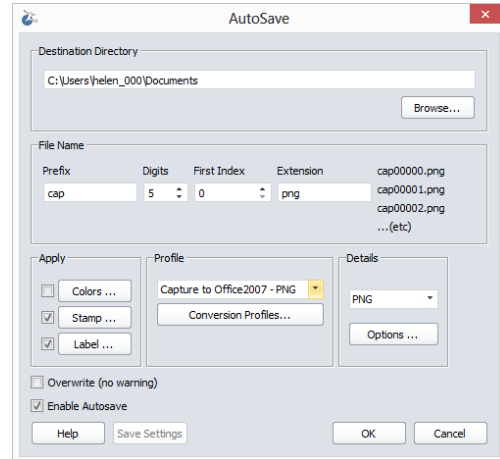 AutoSave
Destination Directory
C:\Users\helen_000\Documents
Browse...
File Name
Prefix Digits First Index Extension
cap 5 0 png
cap00000.png
cap00001.png
cap00002.png
...(etc)
Apply
Colors ...
Stamp ...
Label ...
Profile
Capture to Office2007 - PNG
Conversion Profiles...
Details
PNG
Options ...
Overwrite (no warning)
Enable Autosave
Help Save Settings OK Cancel